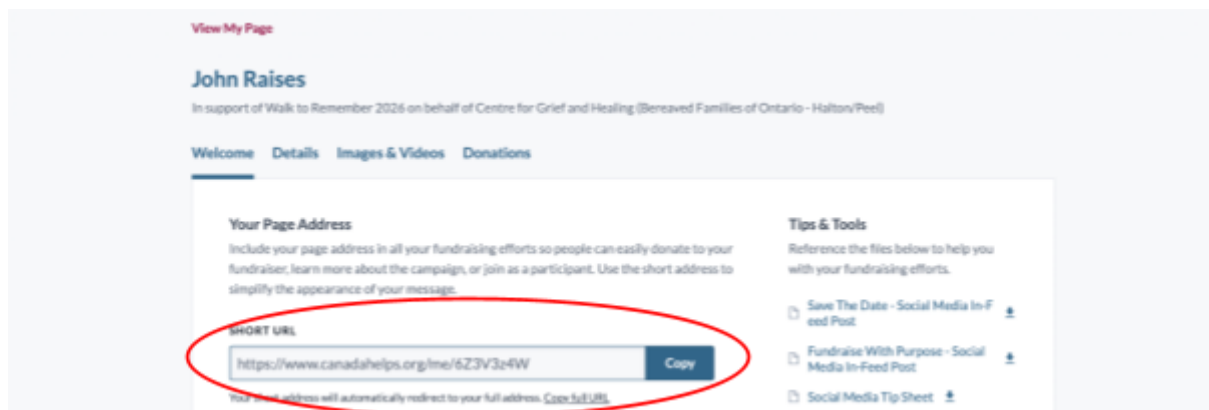 View My Page
John Raises
In support of Walk to Remember 2026 on behalf of Centre for Grief and Healing (Bereaved Families of Ontario - Halton/Peel)
Welcome Details Images & Videos Donations
Your Page Address
Include your page address in all your fundraising efforts so people can easily donate to your
fundraiser, learn more about the campaign, or join as a participant. Use the short address to
simplify the appearance of your message.
SHORT URL
https://www.canadahelps.org/me/6Z3V3z4W
Copy
Your short address will automatically redirect to your full address. Copy full URL
Tips & Tools
Reference the files below to help you
with your fundraising efforts.
Save The Date - Social Media In-F
eed Post
Fundraise With Purpose - Social
Media In-Feed Post
Social Media Tip Sheet